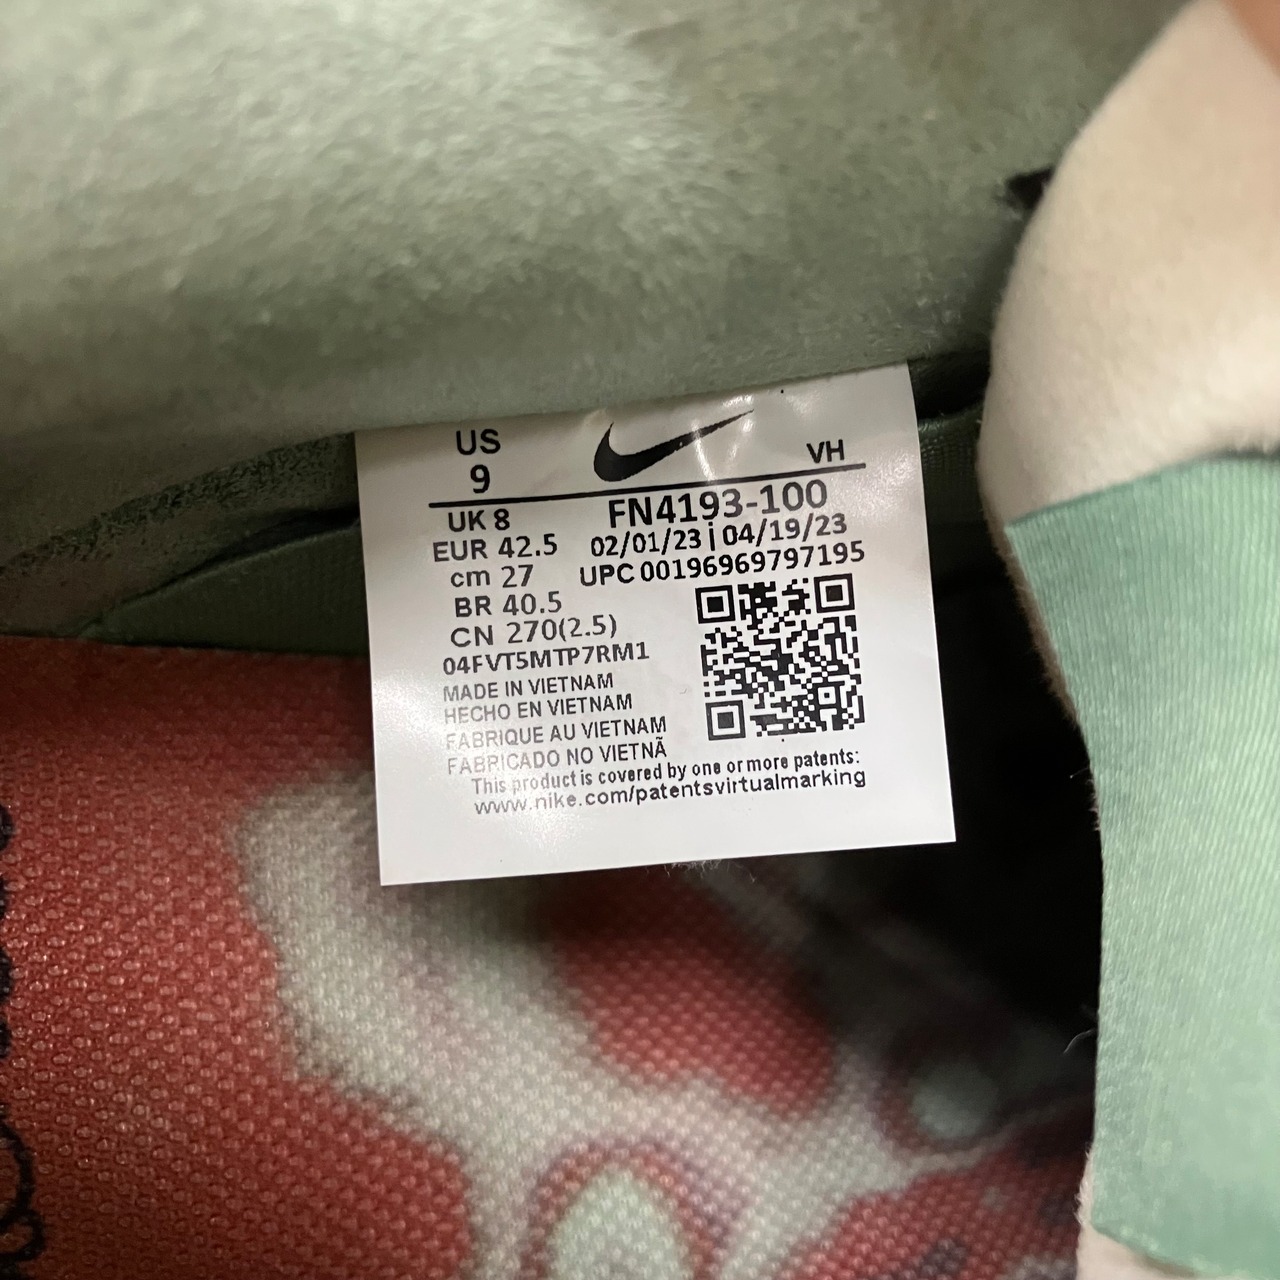 US
9
VH
UK 8
FN4193-100
EUR 42.5
02/01/23 | 04/19/23
cm 27
UPC 00196969797195
BR 40.5
CN 270(2.5)
04FVT5MTP7RM1
MADE IN VIETNAM
HECHO EN VIETNAM
FABRIQUE AU VIETNAM
FABRICADO NO VIETNÃ
This product is covered by one or more patents:
www.nike.com/patentsvirtualmarking